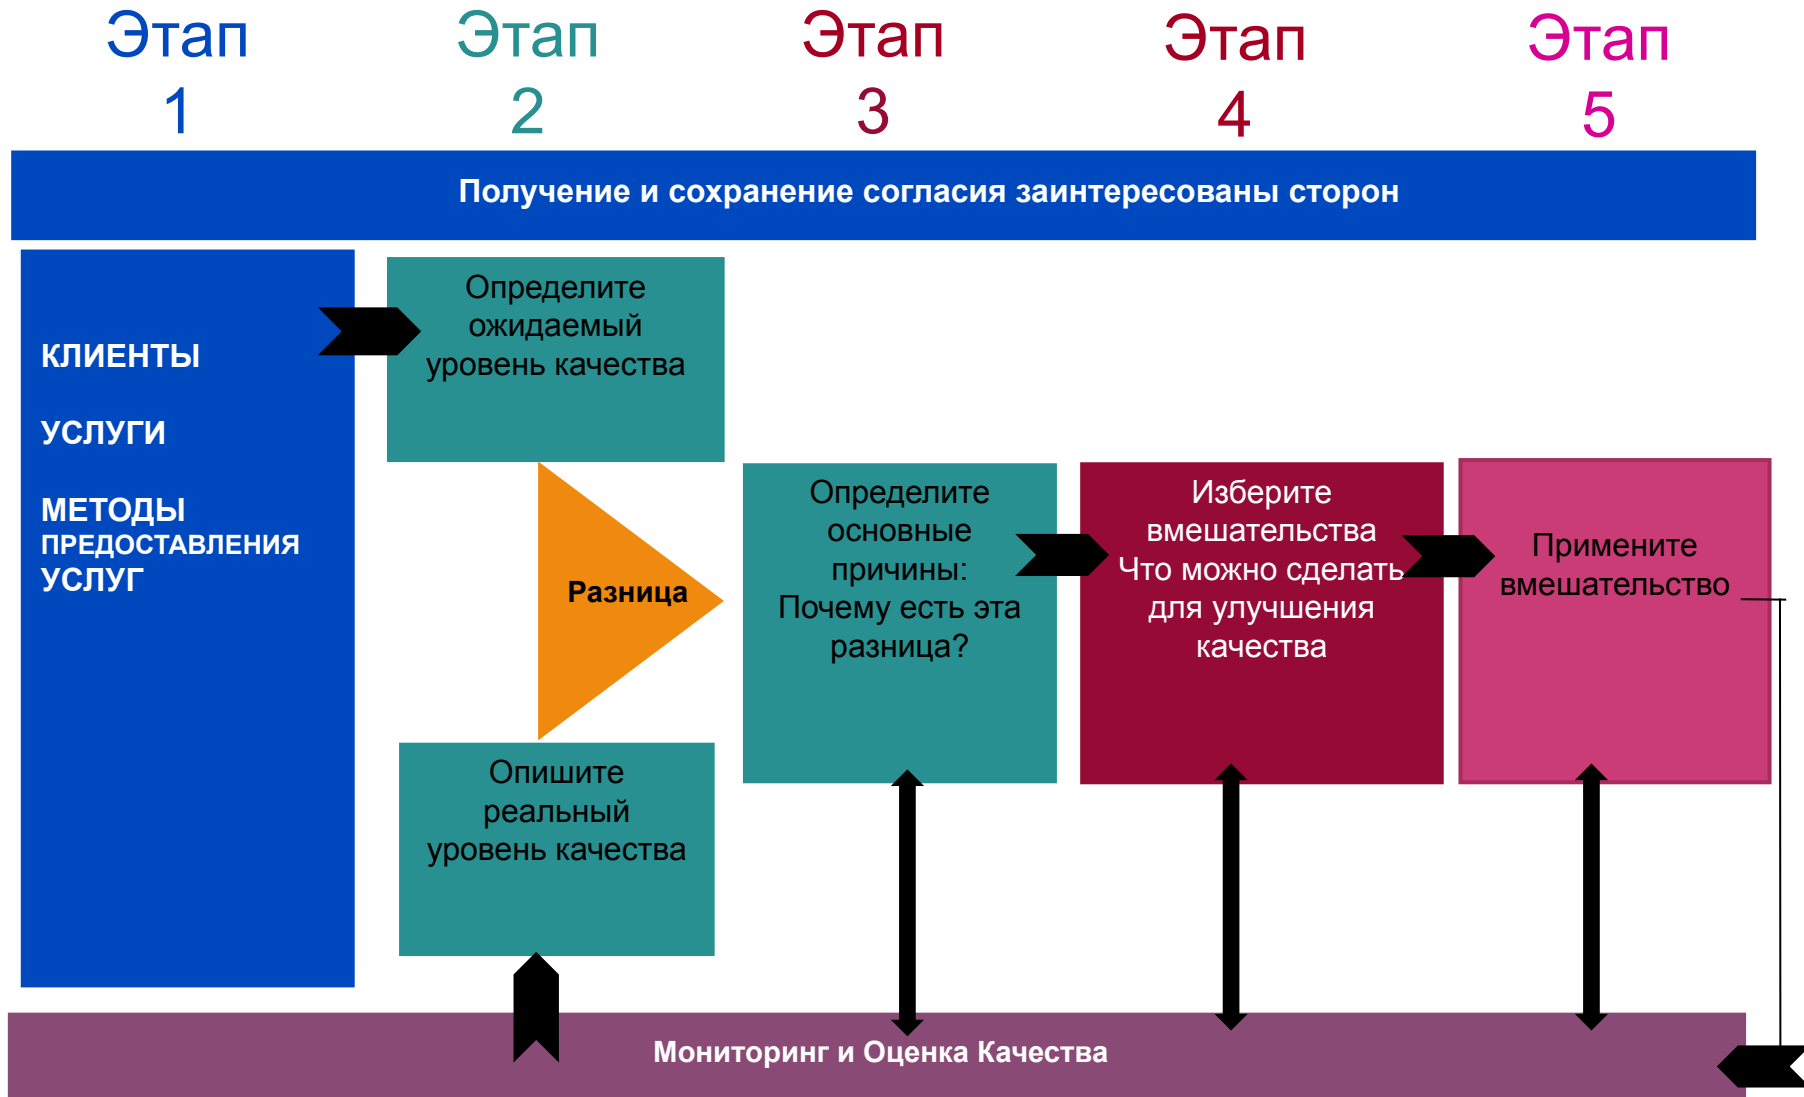 Этап
1
Этап
2
Этап
3
Этап
4
Этап
5
Получение и сохранение согласия заинтересованы сторон
КЛИЕНТЫ
УСЛУГИ
МЕТОДЫ
ПРЕДОСТАВЛЕНИЯ
УСЛУГ
Определите
ожидаемый
уровень качества
Разница
Опишите
реальный
уровень качества
Определите
основные
причины:
Почему есть эта
разница?
Изберите
вмешательства
Что можно сделать
для улучшения
качества
Примените
вмешательство
Мониторинг и Оценка Качества